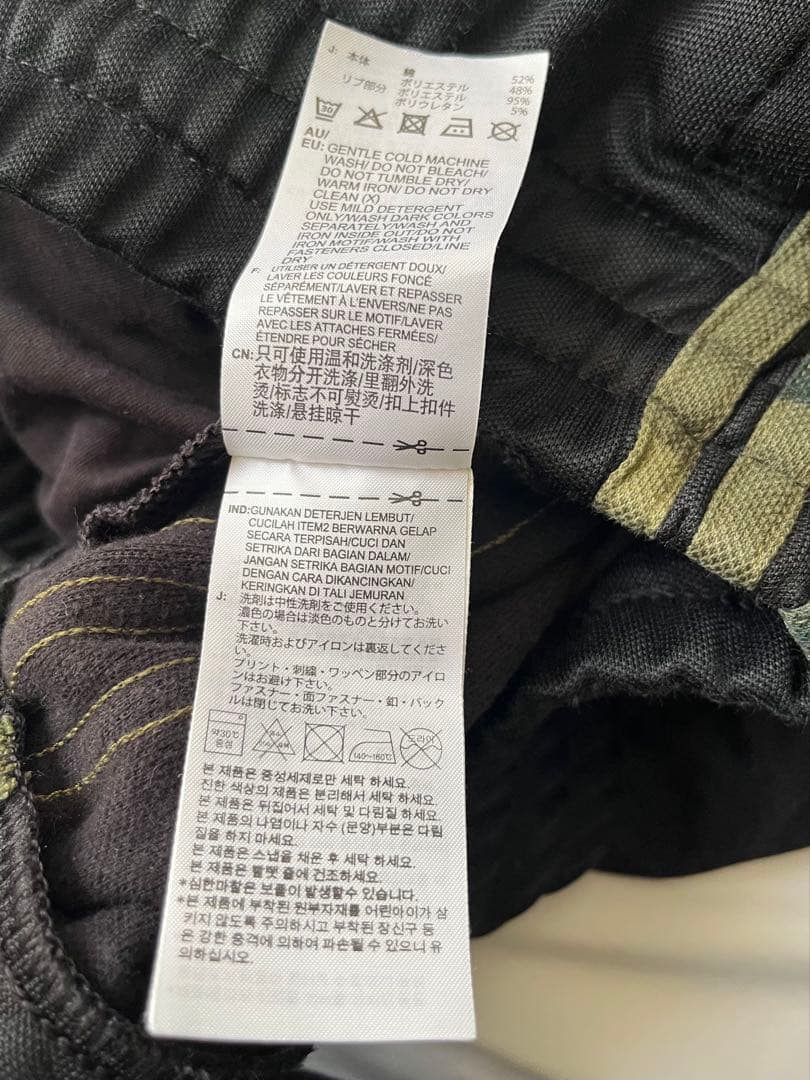 J: 本体 綿 52%
ポリエステル 48%
リブ部分 ポリエステル 95%
ポリウレタン 5%
30
AU/
EU: GENTLE COLD MACHINE
WASH/ DO NOT BLEACH/
DO NOT TUMBLE DRY/
WARM IRON/ DO NOT DRY
CLEAN (X)
USE MILD DETERGENT
ONLY/WASH DARK COLORS
SEPARATELY/WASH AND
IRON INSIDE OUT/DO NOT
IRON MOTIF/WASH WITH
FASTENERS CLOSED/LINE
DRY
F: UTILISER UN DÉTERGENT DOUX/
LAVER LES COULEURS FONCÉ
SÉPARÉMENT/LAVER ET REPASSER
LE VÊTEMENT À L'ENVERS/NE PAS
REPASSER SUR LE MOTIF/LAVER
AVEC LES ATTACHES FERMÉES/
ÉTENDRE POUR SÉCHER
CN: 只可使用温和洗涤剂/深色
衣物分开洗涤/里翻外洗
烫/标志不可熨烫/扣上扣件
洗涤/悬挂晾干
IND:GUNAKAN DETERJEN LEMBUT/
CUCILAH ITEM2 BERWARNA GELAP
SECARA TERPISAH/CUCI DAN
SETRIKA DARI BAGIAN DALAM/
JANGAN SETRIKA BAGIAN MOTIF/CUCI
DENGAN CARA DIKANCINGKAN/
KERINGKAN DI TALI JEMURAN
J: 洗剤は中性洗剤をご使用ください。
濃色の場合は淡色のものと分けてお洗い
下さい。
洗濯時およびアイロンは裏返してくださ
い。
プリント・刺繍・ワッペン部分のアイロ
ンはお避け下さい。
ファスナー・面ファスナー・釦・バック
ルは閉じてお洗い下さい。
약30℃
중성
140~160℃
드라이
본 제품은 중성세제로만 세탁 하세요.
진한 색상의 제품은 분리해서 세탁 하세요.
본 제품은 뒤집어서 세탁 및 다림질 하세요.
본 제품의 나염이나 자수 (문양)부분은 다림
질을 하지 마세요.
본 제품은 스냅을 채운 후 세탁 하세요.
본 제품은 빨랫 줄에 건조하세요.
*심한마찰은 보풀이 발생할수 있습니다.
*본 제품에 부착된 원부자재를 어린아이가 삼
키지 않도록 주의하시고 부착된 장신구 등
은 강한 충격에 의하여 파손될 수 있으니 유
의하십시오.